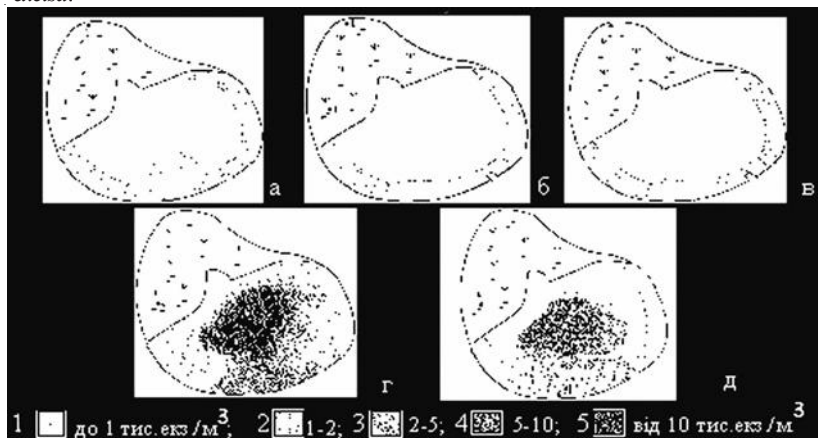 а б в
г д
1 до 1 тис.екз/м³; 2 1-2; 3 2-5; 4 5-10; 5 від 10 тис.екз/м³